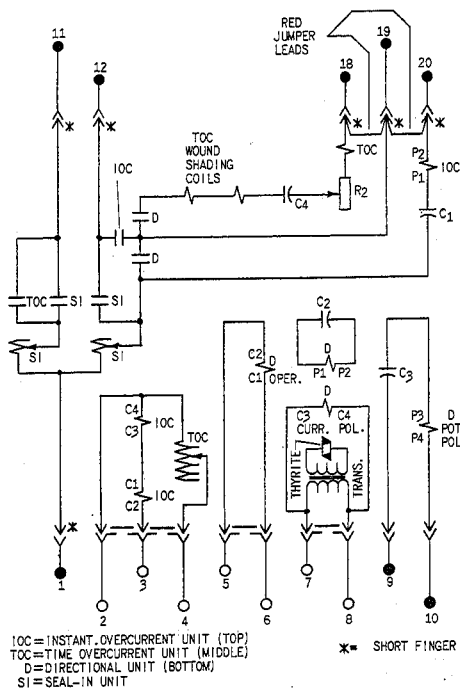 RED
JUMPER
LEADS
11
12
18
19
20
*
*
*
*
*
TOC
WOUND
SHADING
COILS
TOC
P2
P1
IOC
IOC
R2
C4
C1
D
D
TOC
SI
SI
SI
SI
C2
D
P1 P2
C2
C1
D
OPER.
C3
D
C3 C4
CURR. POL.
THYRITE
TRANS.
P3
P4
D
POT
POL
C4
C3
IOC
TOC
C1
C2
IOC
*
1
2
3
4
5
6
7
8
9
10
IOC=INSTANT.OVERCURRENT UNIT (TOP)
TOC=TIME OVERCURRENT UNIT (MIDDLE)
D=DIRECTIONAL UNIT (BOTTOM)
SI=SEAL-IN UNIT
*= SHORT FINGER